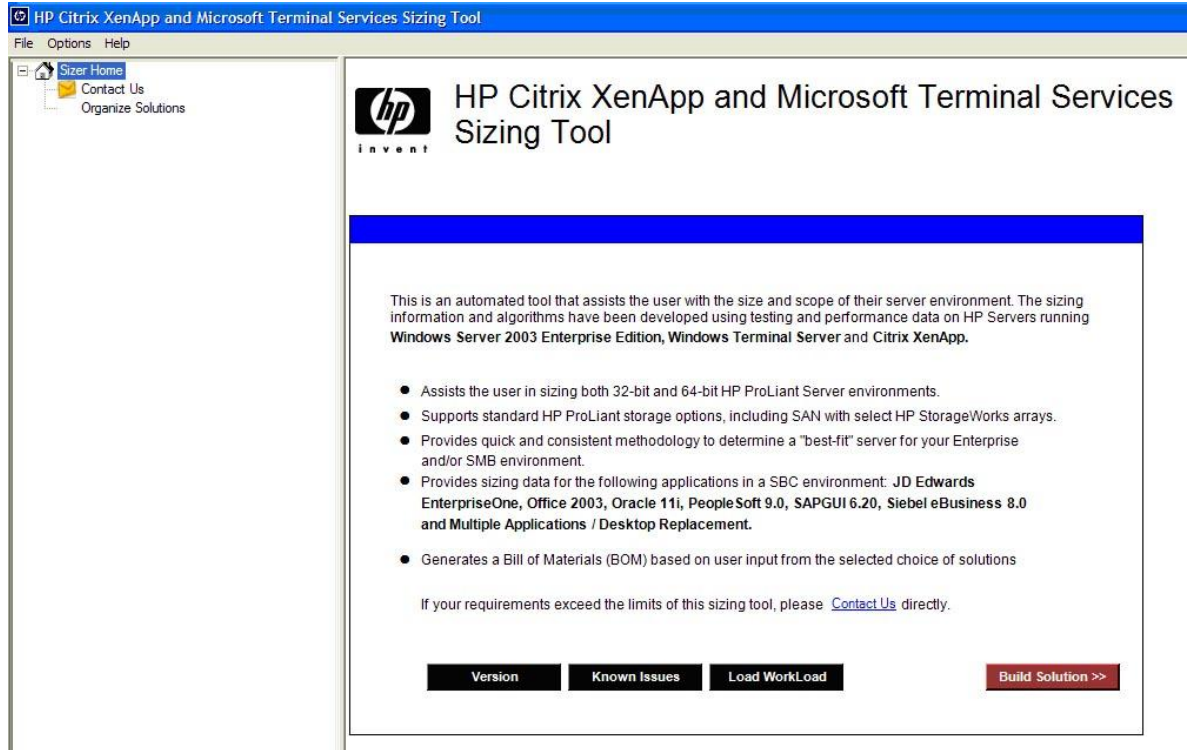 HP Citrix XenApp and Microsoft Terminal Services Sizing Tool
File Options Help
Sizer Home
Contact Us
Organize Solutions
hp
invent
HP Citrix XenApp and Microsoft Terminal Services
Sizing Tool
This is an automated tool that assists the user with the size and scope of their server environment. The sizing
information and algorithms have been developed using testing and performance data on HP Servers running
Windows Server 2003 Enterprise Edition, Windows Terminal Server and Citrix XenApp.
● Assists the user in sizing both 32-bit and 64-bit HP ProLiant Server environments.
● Supports standard HP ProLiant storage options, including SAN with select HP StorageWorks arrays.
● Provides quick and consistent methodology to determine a "best-fit" server for your Enterprise
and/or SMB environment.
● Provides sizing data for the following applications in a SBC environment: JD Edwards
EnterpriseOne, Office 2003, Oracle 11i, PeopleSoft 9.0, SAPGUI 6.20, Siebel eBusiness 8.0
and Multiple Applications / Desktop Replacement.
● Generates a Bill of Materials (BOM) based on user input from the selected choice of solutions
If your requirements exceed the limits of this sizing tool, please Contact Us directly.
Version Known Issues Load WorkLoad Build Solution >>